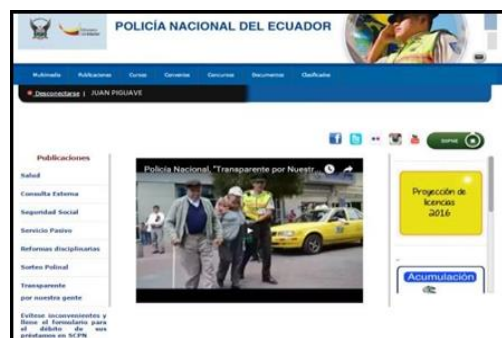 POLICÍA NACIONAL DEL ECUADOR
Multimedia Publicaciones Cursos Convenios Concursos Documentos Clasificados
Desconectarse | JUAN PIGUAVE
Publicaciones
Salud
Consulta Externa
Seguridad Social
Servicio Pasivo
Reformas disciplinarias
Sorteo Polinal
Transparente
por nuestra gente
Evítese inconvenientes y
llene el formulario para
el débito de sus
préstamos en SCPN
Policía Nacional, "Transparente por Nuestr...
Proyección de
licencias
2016
Acumulación